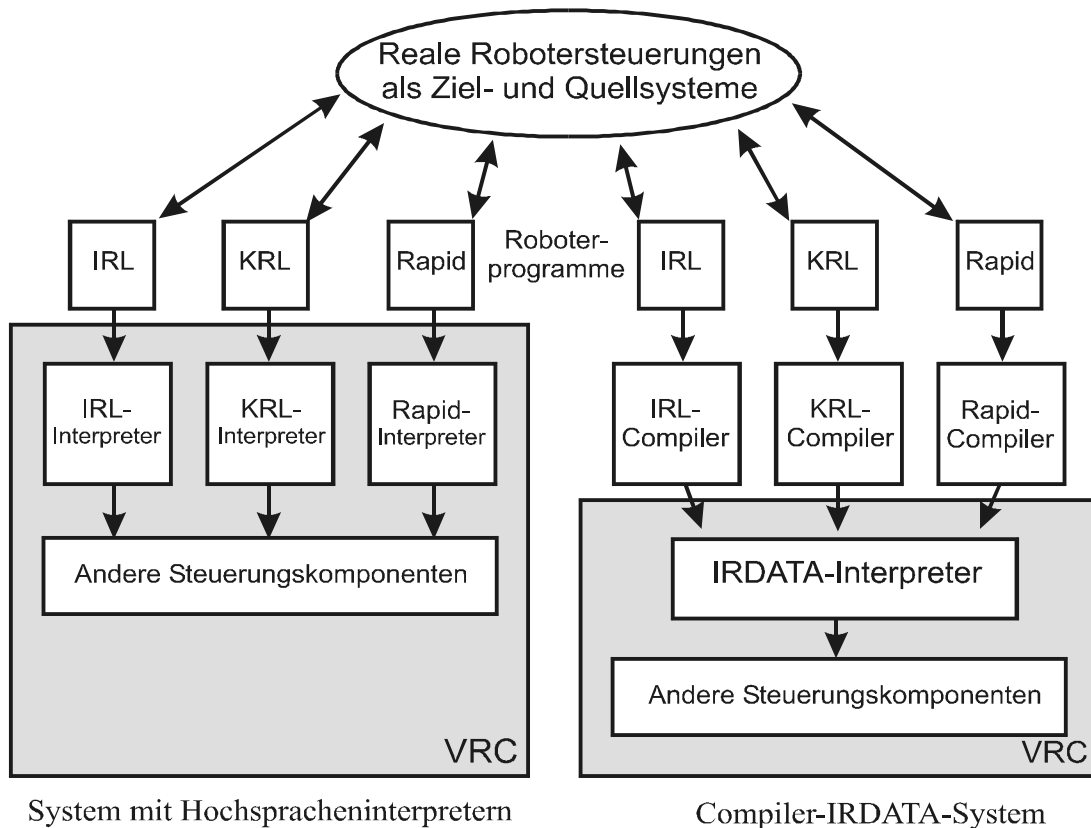 Reale Robotersteuerungen
als Ziel- und Quellsysteme
IRL
KRL
Rapid
Roboter-
programme
IRL
KRL
Rapid
IRL-
Interpreter
KRL-
Interpreter
Rapid-
Interpreter
IRL-
Compiler
KRL-
Compiler
Rapid-
Compiler
Andere Steuerungskomponenten
VRC
IRDATA-Interpreter
Andere Steuerungskomponenten
VRC
System mit Hochspracheninterpretern
Compiler-IRDATA-System